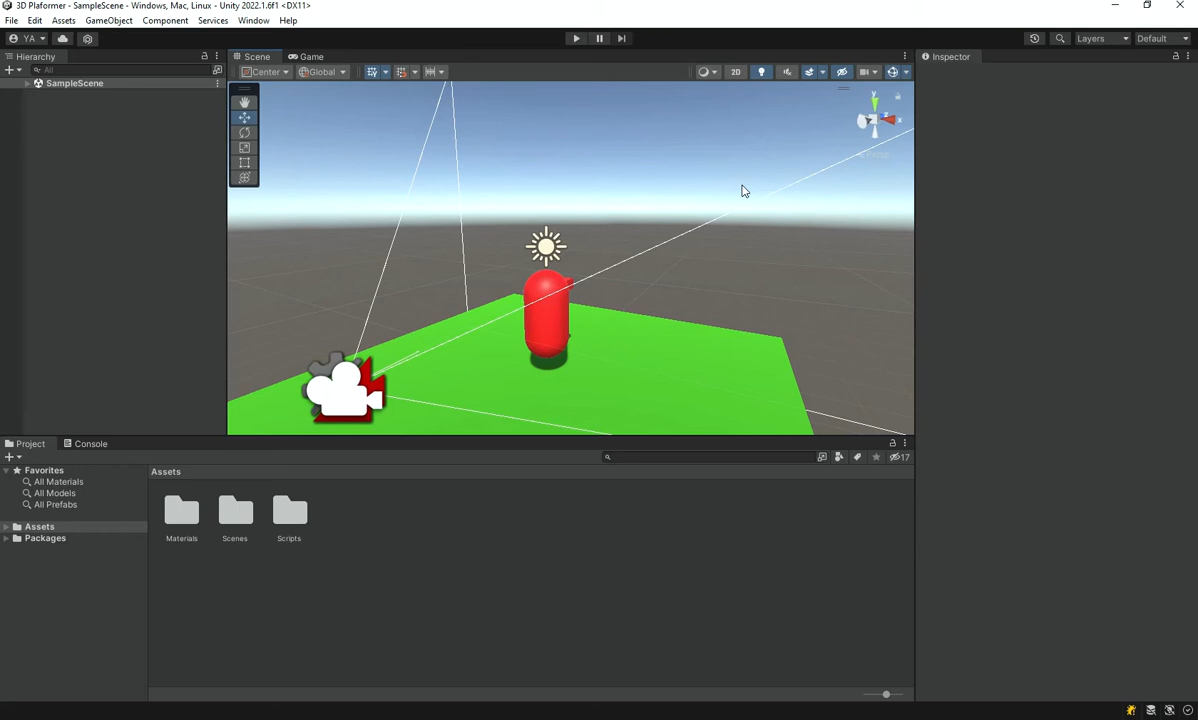 3D Plaformer - SampleScene - Windows, Mac, Linux - Unity 2022.1.6f1 <DX11>
File Edit Assets GameObject Component Services Window Help
YA Layers Default
Hierarchy Scene Game Inspector
All Center Global 2D
SampleScene
y
x
Persp
Project Console
17
Favorites Assets
All Materials
All Models
All Prefabs
Assets
Packages
Materials Scenes Scripts